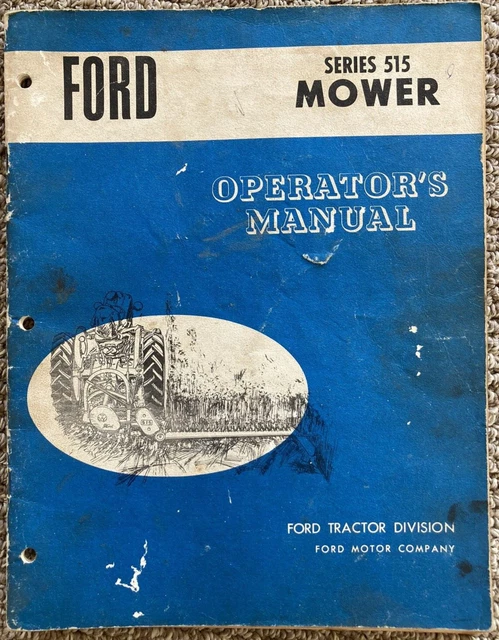 FORD
SERIES 515
MOWER
OPERATOR'S
MANUAL
FORD TRACTOR DIVISION
FORD MOTOR COMPANY